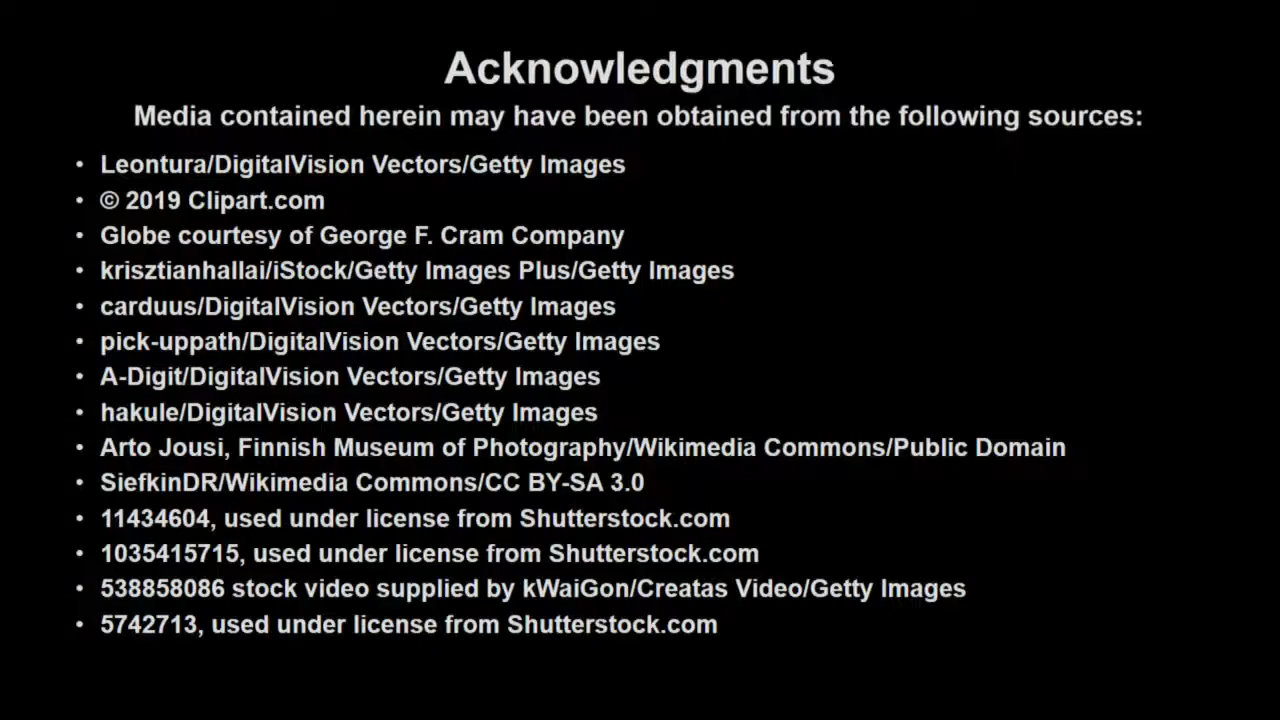 Acknowledgments
Media contained herein may have been obtained from the following sources:
• Leontura/DigitalVision Vectors/Getty Images
• © 2019 Clipart.com
• Globe courtesy of George F. Cram Company
• krisztianhallai/iStock/Getty Images Plus/Getty Images
• carduus/DigitalVision Vectors/Getty Images
• pick-uppath/DigitalVision Vectors/Getty Images
• A-Digit/DigitalVision Vectors/Getty Images
• hakule/DigitalVision Vectors/Getty Images
• Arto Jousi, Finnish Museum of Photography/Wikimedia Commons/Public Domain
• SiefkinDR/Wikimedia Commons/CC BY-SA 3.0
• 11434604, used under license from Shutterstock.com
• 1035415715, used under license from Shutterstock.com
• 538858086 stock video supplied by kWaiGon/Creatas Video/Getty Images
• 5742713, used under license from Shutterstock.com